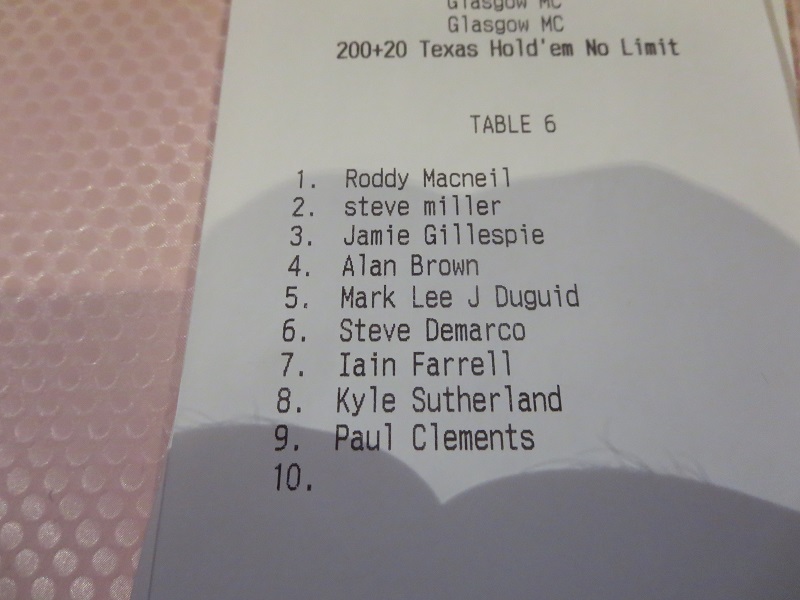 Glasgow MC
Glasgow MC
200+20 Texas Hold'em No Limit
TABLE 6
1. Roddy Macneil
2. steve miller
3. Jamie Gillespie
4. Alan Brown
5. Mark Lee J Duguid
6. Steve Demarco
7. Iain Farrell
8. Kyle Sutherland
9. Paul Clements
10.